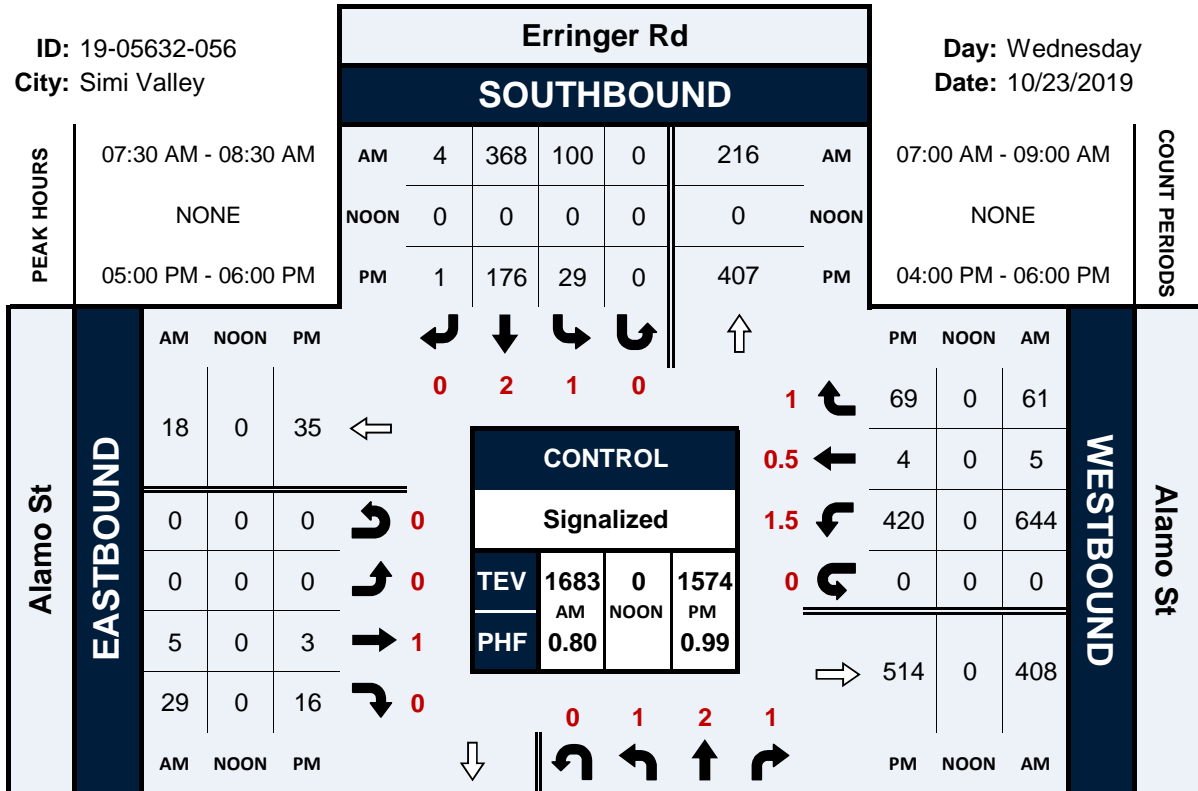 ID: 19-05632-056
City: Simi Valley
Erringer Rd
SOUTHBOUND
Day: Wednesday
Date: 10/23/2019
PEAK HOURS
07:30 AM - 08:30 AM
NONE
05:00 PM - 06:00 PM
AM 4 368 100 0 216 AM
NOON 0 0 0 0 0 NOON
PM 1 176 29 0 407 PM
07:00 AM - 09:00 AM
NONE
04:00 PM - 06:00 PM
COUNT PERIODS
0 2 1 0
Alamo St
EASTBOUND
AM NOON PM
18 0 35
0 0 0 0
0 0 0 0
5 0 3 1
29 0 16 0
AM NOON PM
CONTROL
Signalized
TEV 1683 0 1574
AM NOON PM
PHF 0.80 0.99
PM NOON AM
1 69 0 61
0.5 4 0 5
1.5 420 0 644
0 0 0 0
514 0 408
PM NOON AM
WESTBOUND
Alamo St
0 1 2 1